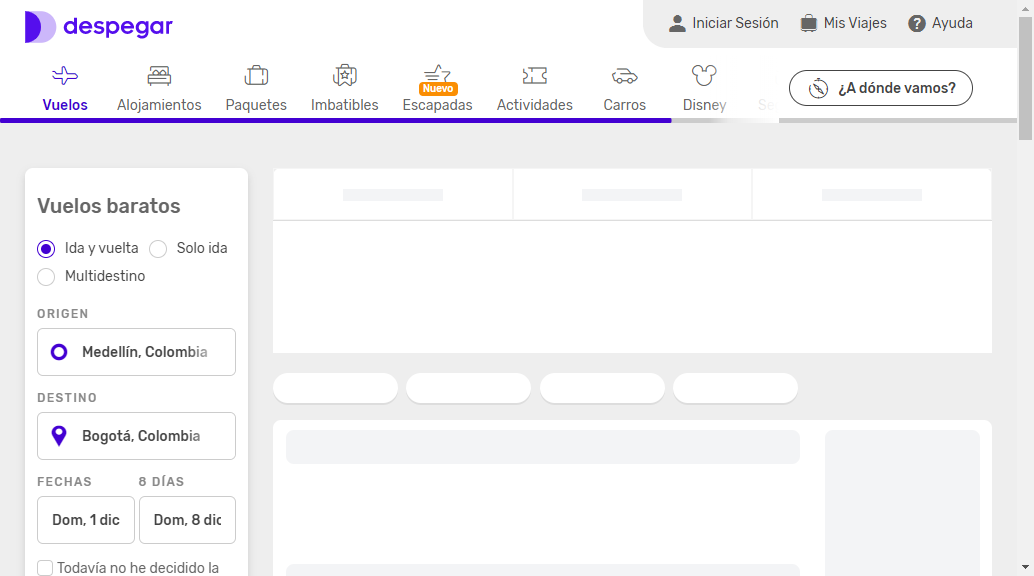 despegar
Iniciar Sesión
Mis Viajes
Ayuda
Vuelos
Alojamientos
Paquetes
Imbatibles
Nuevo
Escapadas
Actividades
Carros
Disney
¿A dónde vamos?
Vuelos baratos
Ida y vuelta
Solo ida
Multidestino
ORIGEN
Medellín, Colombia
DESTINO
Bogotá, Colombia
FECHAS
8 DÍAS
Dom, 1 dic
Dom, 8 dic
Todavía no he decidido la